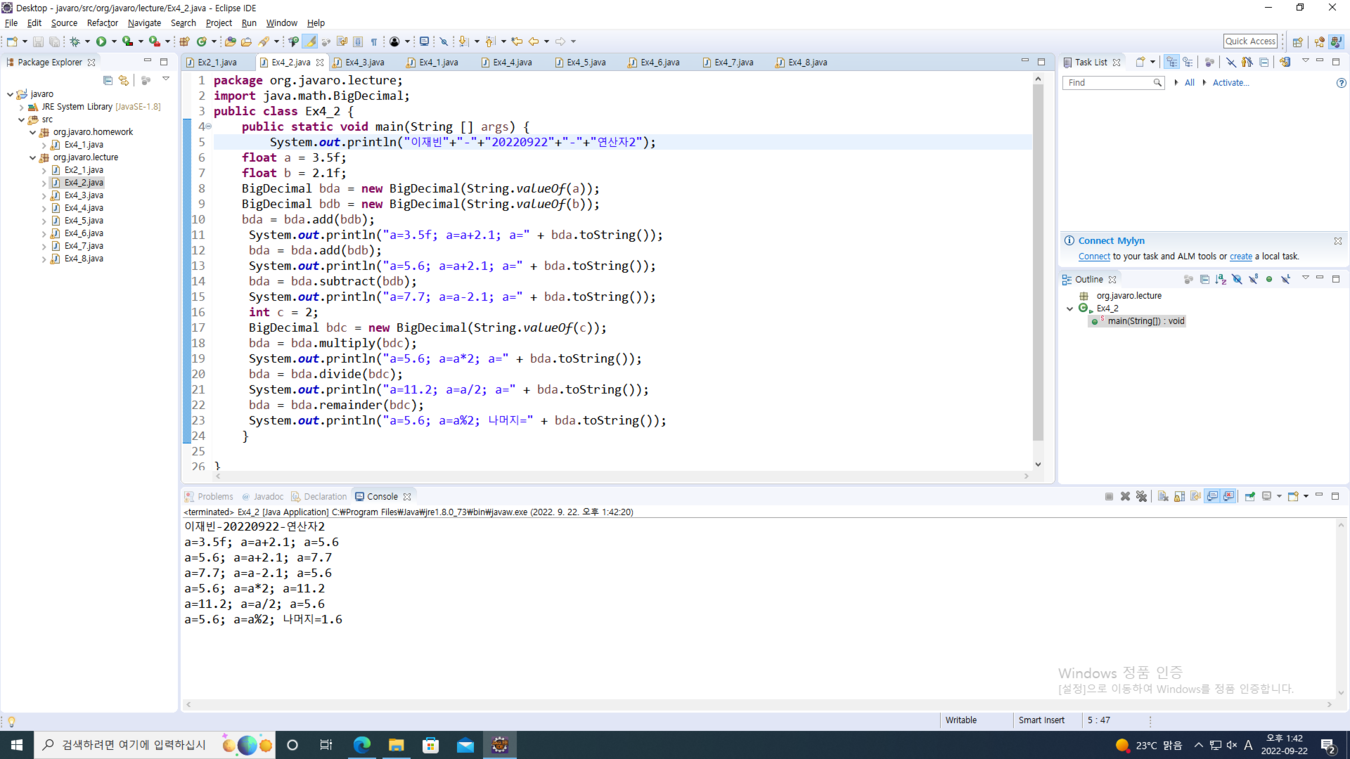 Desktop - javaro/src/org/javaro/lecture/Ex4_2.java - Eclipse IDE
File Edit Source Refactor Navigate Search Project Run Window Help
Quick Access
Package Explorer
javaro
JRE System Library [JavaSE-1.8]
src
org.javaro.homework
Ex4_1.java
org.javaro.lecture
Ex2_1.java
Ex4_2.java
Ex4_3.java
Ex4_4.java
Ex4_5.java
Ex4_6.java
Ex4_7.java
Ex4_8.java
Ex2_1.java Ex4_2.java Ex4_3.java Ex4_1.java Ex4_4.java Ex4_5.java Ex4_6.java Ex4_7.java Ex4_8.java
1 package org.javaro.lecture;
2 import java.math.BigDecimal;
3 public class Ex4_2 {
4 public static void main(String [] args) {
5 System.out.println("이재빈"+"-"+"20220922"+"-"+"연산자2");
6 float a = 3.5f;
7 float b = 2.1f;
8 BigDecimal bda = new BigDecimal(String.valueOf(a));
9 BigDecimal bdb = new BigDecimal(String.valueOf(b));
10 bda = bda.add(bdb);
11 System.out.println("a=3.5f; a=a+2.1; a=" + bda.toString());
12 bda = bda.add(bdb);
13 System.out.println("a=5.6; a=a+2.1; a=" + bda.toString());
14 bda = bda.subtract(bdb);
15 System.out.println("a=7.7; a=a-2.1; a=" + bda.toString());
16 int c = 2;
17 BigDecimal bdc = new BigDecimal(String.valueOf(c));
18 bda = bda.multiply(bdc);
19 System.out.println("a=5.6; a=a*2; a=" + bda.toString());
20 bda = bda.divide(bdc);
21 System.out.println("a=11.2; a=a/2; a=" + bda.toString());
22 bda = bda.remainder(bdc);
23 System.out.println("a=5.6; a=a%2; 나머지=" + bda.toString());
24 }
25
26 }
Task List
Find All Activate...
Connect Mylyn
Connect to your task and ALM tools or create a local task.
Outline
org.javaro.lecture
Ex4_2
main(String[]) : void
Problems Javadoc Declaration Console
<terminated> Ex4_2 [Java Application] C:₩Program Files₩Java₩jre1.8.0_73₩bin₩javaw.exe (2022. 9. 22. 오후 1:42:20)
이재빈-20220922-연산자2
a=3.5f; a=a+2.1; a=5.6
a=5.6; a=a+2.1; a=7.7
a=7.7; a=a-2.1; a=5.6
a=5.6; a=a*2; a=11.2
a=11.2; a=a/2; a=5.6
a=5.6; a=a%2; 나머지=1.6
Windows 정품 인증
[설정]으로 이동하여 Windows를 정품 인증합니다.
Writable Smart Insert 5 : 47
검색하려면 여기에 입력하십시
23°C 맑음 A 오후 1:42
2022-09-22
2